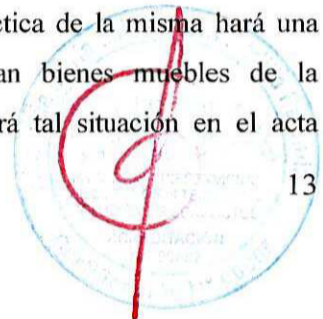 ctica de la misma hará una
an bienes muebles de la
rá tal situación en el acta
13